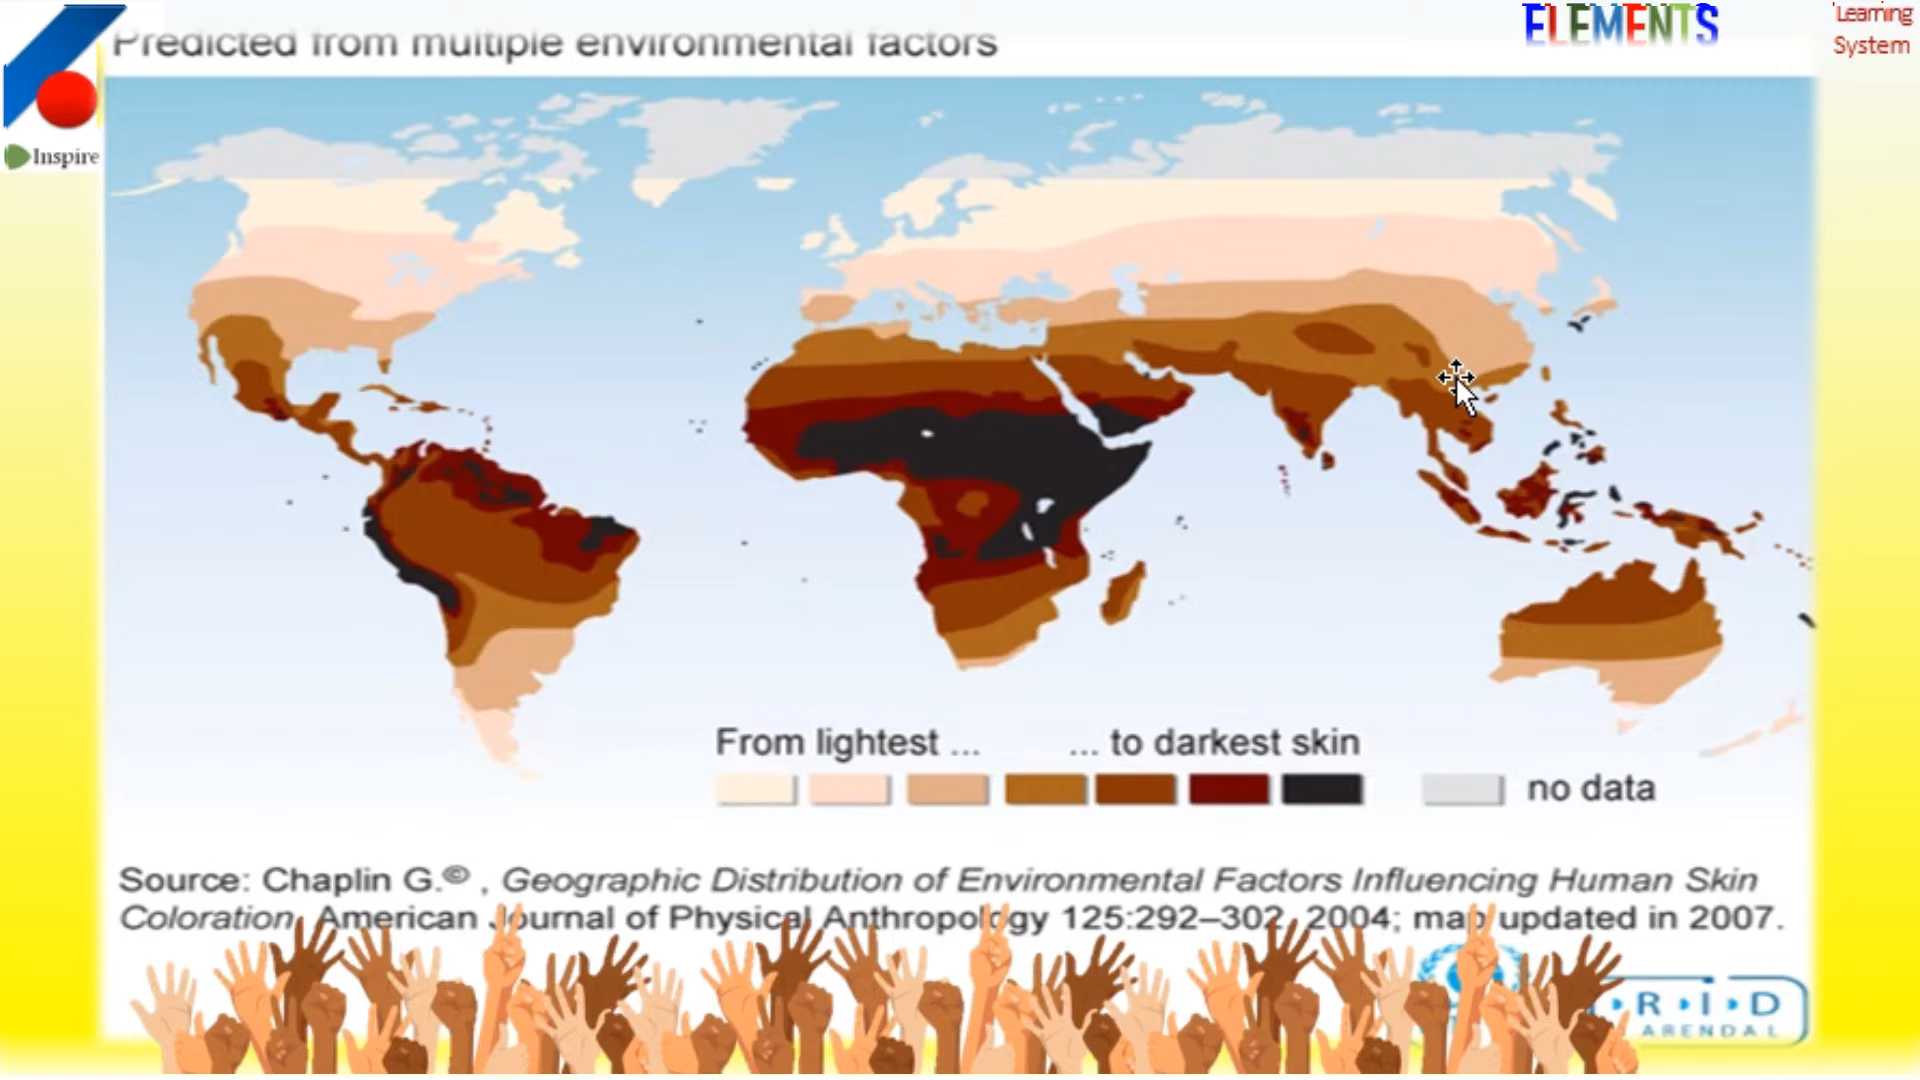 ELEMENTS
Learning
System
Predicted from multiple environmental factors
Inspire
From lightest ... ... to darkest skin
no data
Source: Chaplin G.© , Geographic Distribution of Environmental Factors Influencing Human Skin
Coloration, American Journal of Physical Anthropology 125:292–302, 2004; map updated in 2007.
R I D
ARENDAL